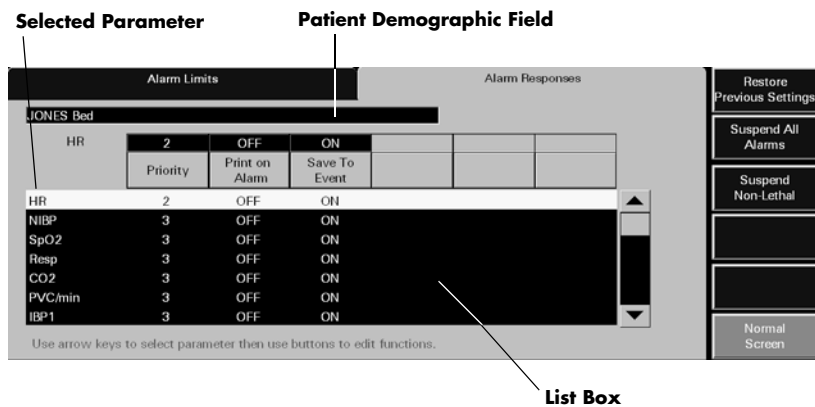 Selected Parameter
Patient Demographic Field
Alarm Limits
Alarm Responses
JONES Bed
HR 2 OFF ON
Priority
Print on
Alarm
Save To
Event
HR 2 OFF ON
NIBP 3 OFF ON
SpO2 3 OFF ON
Resp 3 OFF ON
CO2 3 OFF ON
PVC/min 3 OFF ON
IBP1 3 OFF ON
Use arrow keys to select parameter then use buttons to edit functions.
Restore
Previous Settings
Suspend All
Alarms
Suspend
Non-Lethal
Normal
Screen
List Box